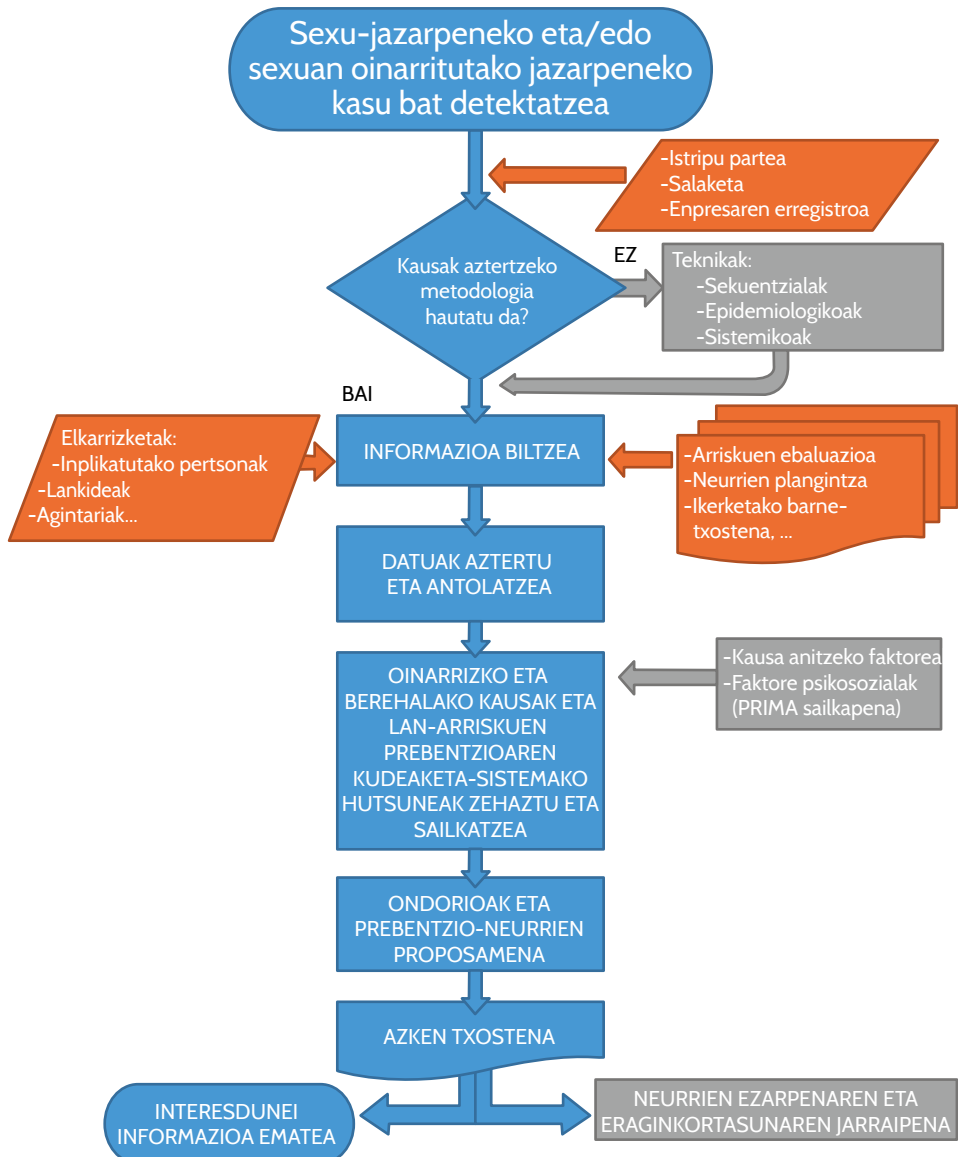 Sexu-jazarpeneko eta/edo
sexuan oinarritutako jazarpeneko
kasu bat detektatzea
-Istripu partea
-Salaketa
-Enpresaren erregistroa
Kausak aztertzeko
metodologia
hautatu da?
EZ
Teknikak:
-Sekuentzialak
-Epidemiologikoak
-Sistemikoak
BAI
Elkarrizketak:
-Inplikatutako pertsonak
-Lankideak
-Agintariak...
INFORMAZIOA BILTZEA
-Arriskuen ebaluazioa
-Neurrien plangintza
-Ikerketako barne-
txostena, ...
DATUAK AZTERTU
ETA ANTOLATZEA
OINARRIZKO ETA
BEREHALAKO KAUSAK ETA
LAN-ARRISKUEN
PREBENTZIOAREN
KUDEAKETA-SISTEMAKO
HUTSUNEAK ZEHAZTU ETA
SAILKATZEA
-Kausa anitzeko faktorea
-Faktore psikosozialak
(PRIMA sailkapena)
ONDORIOAK ETA
PREBENTZIO-NEURRIEN
PROPOSAMENA
AZKEN TXOSTENA
INTERESDUNEI
INFORMAZIOA EMATEA
NEURRIEN EZARPENAREN ETA
ERAGINKORTASUNAREN JARRAIPENA